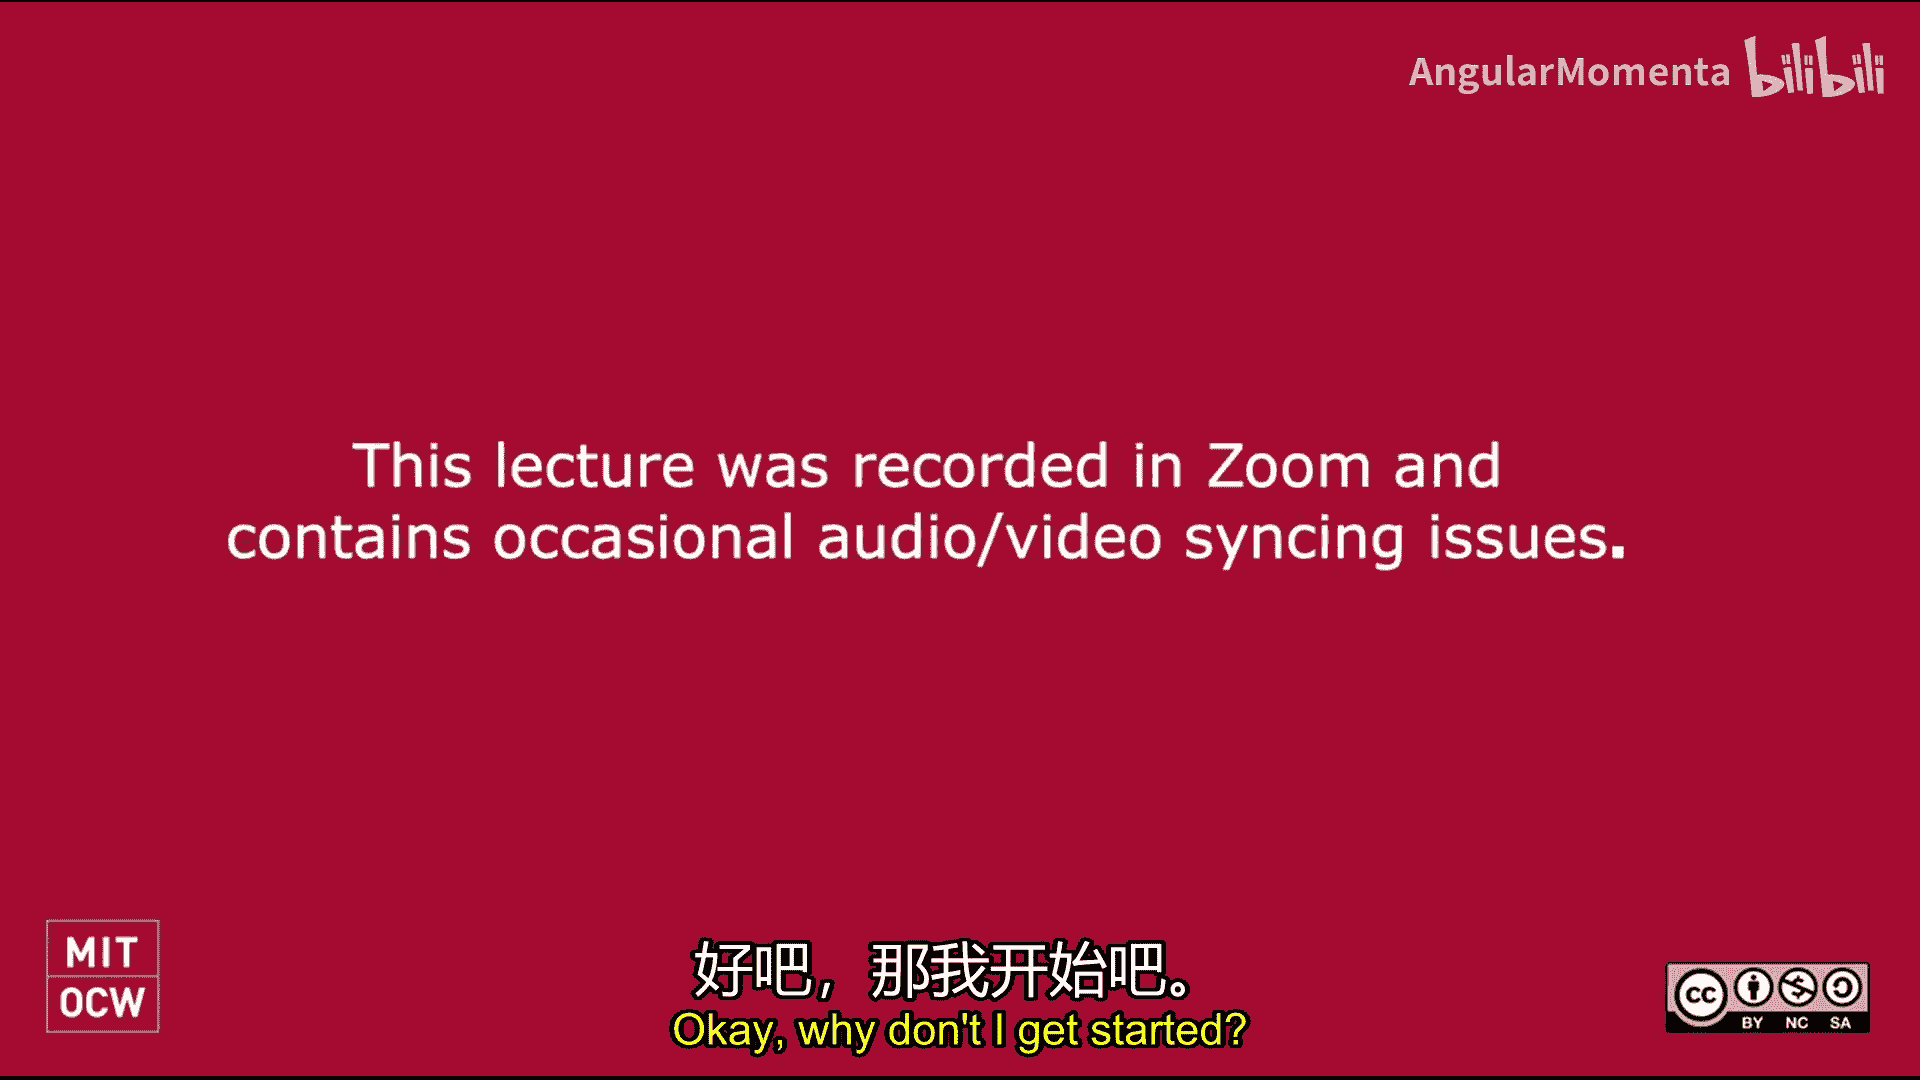 AngularMomenta bilibili
This lecture was recorded in Zoom and
contains occasional audio/video syncing issues.
MIT
OCW
好吧，那我开始吧。
Okay, why don't I get started?
CC
BY NC SA